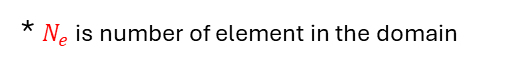 * Nₑ is number of element in the domain